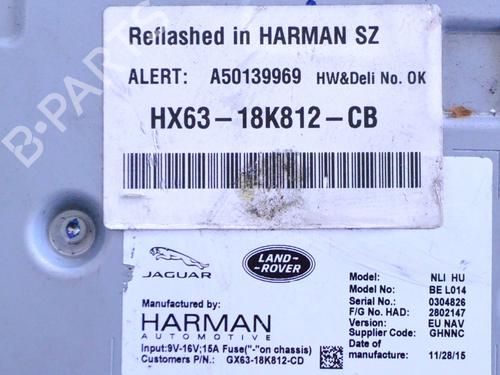 Reflashed in HARMAN SZ
ALERT: A50139969 HW&Deli No. OK
HX63-18K812-CB
JAGUAR
LAND-ROVER
Manufactured by:
HARMAN
AUTOMOTIVE
Input:9V-16V;15A Fuse("-"on chassis)
Customers P/N.: GX63-18K812-CD
Model: NLI HU
Model No: BE L014
Serial No.: 0304826
F/G No. HAD: 2802147
Version: EU NAV
Supplier Code: GHNNC
Date of
manufacture: 11/28/15
B-Parts